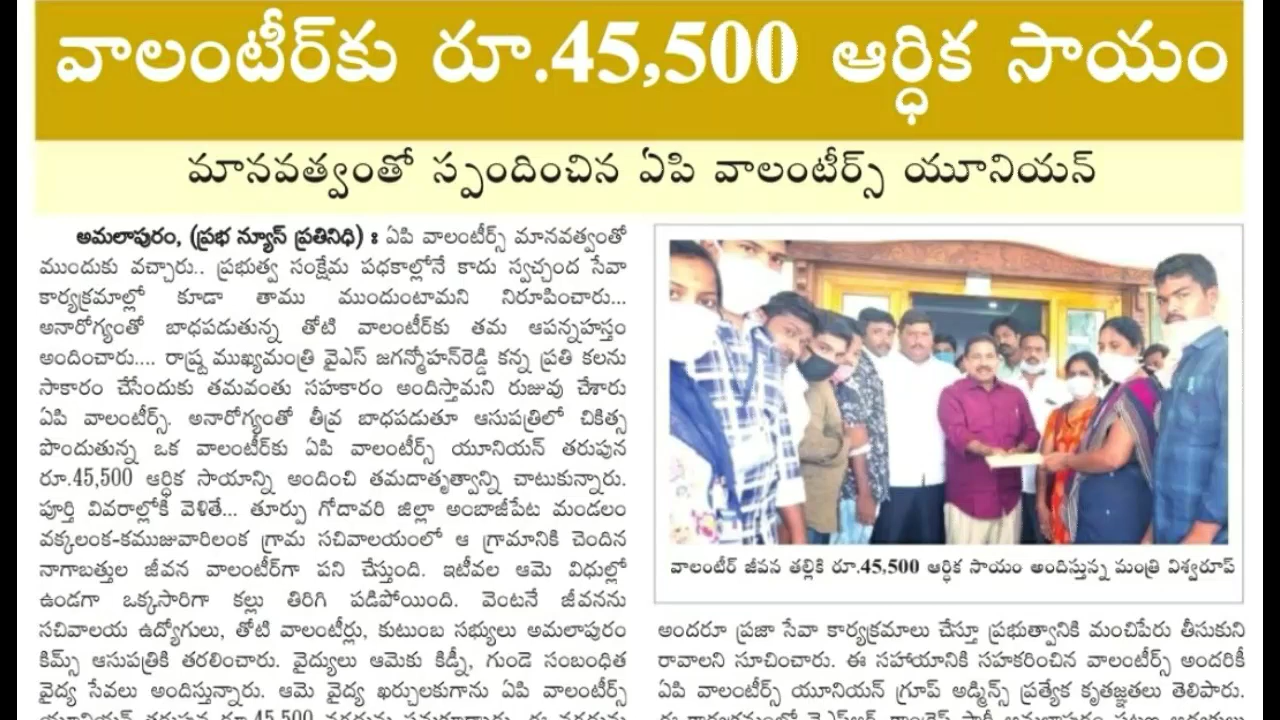 వాలంటీర్‌కు రూ.45,500 ఆర్ధిక సాయం
మానవత్వంతో స్పందించిన ఏపి వాలంటీర్స్ యూనియన్
అమలాపురం, (ప్రభ న్యూస్ ప్రతినిధి) : ఏపి వాలంటీర్స్ మానవత్వంతో
ముందుకు వచ్చారు.. ప్రభుత్వ సంక్షేమ పధకాల్లోనే కాదు స్వచ్చంద సేవా
కార్యక్రమాల్లో కూడా తాము ముందుంటామని నిరూపించారు...
అనారోగ్యంతో బాధపడుతున్న తోటి వాలంటీర్‌కు తమ ఆపన్నహస్తం
అందించారు.... రాష్ట్ర ముఖ్యమంత్రి వైఎస్ జగన్మోహన్‌రెడ్డి కన్న ప్రతి కలను
సాకారం చేసేందుకు తమవంతు సహకారం అందిస్తామని రుజువు చేశారు
ఏపి వాలంటీర్స్. అనారోగ్యంతో తీవ్ర బాధపడుతూ ఆసుపత్రిలో చికిత్స
పొందుతున్న ఒక వాలంటీర్‌కు ఏపి వాలంటీర్స్ యూనియన్ తరుపున
రూ.45,500 ఆర్ధిక సాయాన్ని అందించి తమదాతృత్వాన్ని చాటుకున్నారు.
పూర్తి వివరాల్లోకి వెళితే... తూర్పు గోదావరి జిల్లా అంబాజీపేట మండలం
వక్కలంక-కముజువారిలంక గ్రామ సచివాలయంలో ఆ గ్రామానికి చెందిన
నాగాబత్తుల జీవన వాలంటీర్‌గా పని చేస్తుంది. ఇటీవల ఆమె విధుల్లో
ఉండగా ఒక్కసారిగా కల్లు తిరిగి పడిపోయింది. వెంటనే జీవనను
సచివాలయ ఉద్యోగులు, తోటి వాలంటీర్లు, కుటుంబ సభ్యులు అమలాపురం
కిమ్స్ ఆసుపత్రికి తరలించారు. వైద్యులు ఆమెకు కిడ్నీ, గుండె సంబంధిత
వైద్య సేవలు అందిస్తున్నారు. ఆమె వైద్య ఖర్చులకుగాను ఏపి వాలంటీర్స్
యూనియన్ తరుపున రూ.45,500
వాలంటీర్ జీవన తల్లికి రూ.45,500 ఆర్ధిక సాయం అందిస్తున్న మంత్రి విశ్వరూప్
అందరూ ప్రజా సేవా కార్యక్రమాలు చేస్తూ ప్రభుత్వానికి మంచిపేరు తీసుకుని
రావాలని సూచించారు. ఈ సహాయానికి సహకరించిన వాలంటీర్స్ అందరికీ
ఏపి వాలంటీర్స్ యూనియన్ గ్రూప్ అడ్మిన్స్ ప్రత్యేక కృతజ్ఞతలు తెలిపారు.